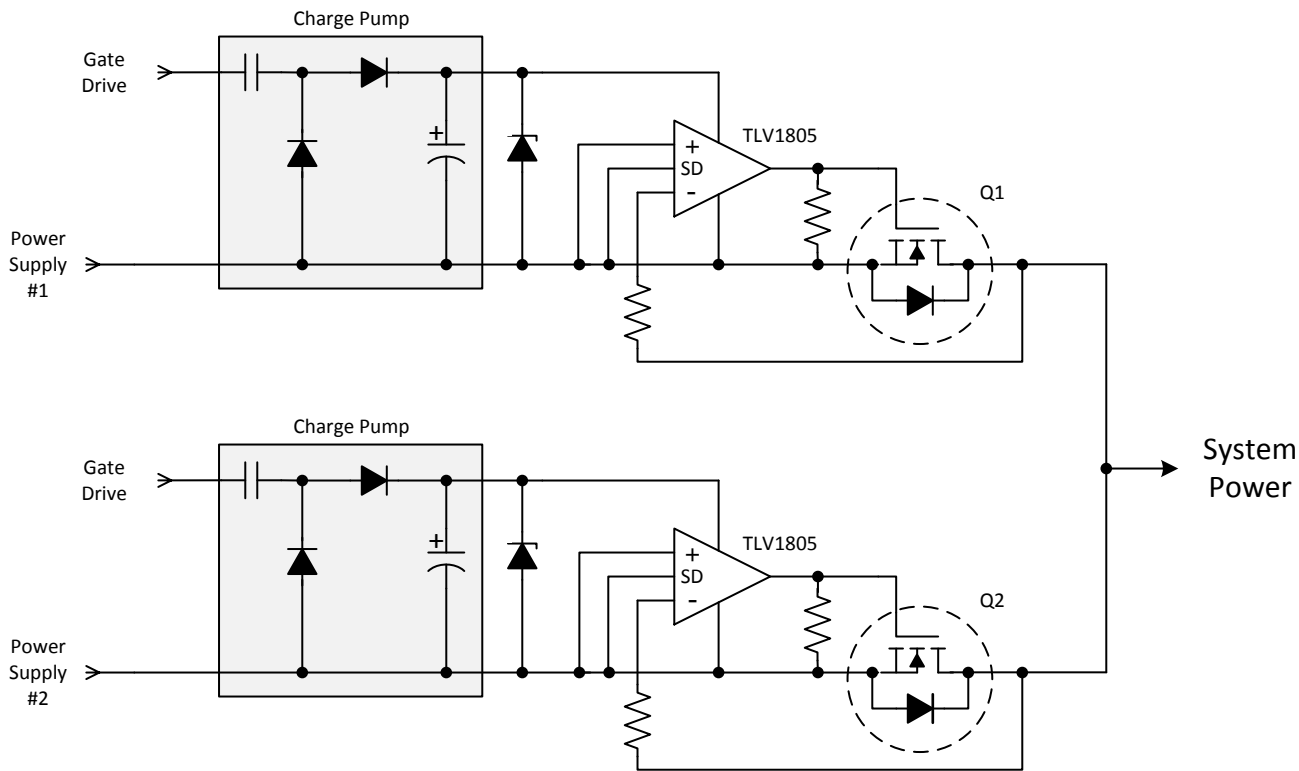 Charge Pump
Gate
Drive
+
TLV1805
+
SD
-
Q1
Power
Supply
#1
Charge Pump
Gate
Drive
+
TLV1805
+
SD
-
Q2
Power
Supply
#2
System
Power